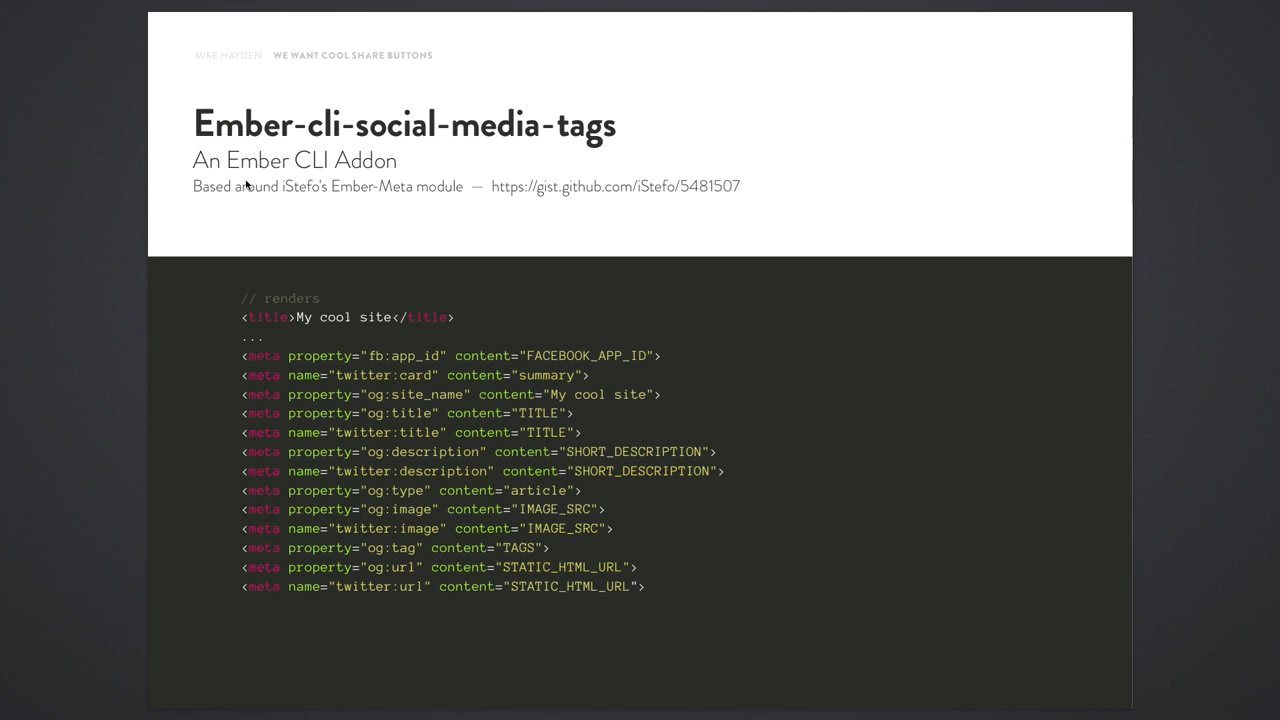 MIKE HAYDEN WE WANT COOL SHARE BUTTONS
Ember-cli-social-media-tags
An Ember CLI Addon
Based around iStefo's Ember-Meta module — https://gist.github.com/iStefo/5481507
// renders
<title>My cool site</title>
...
<meta property="fb:app_id" content="FACEBOOK_APP_ID">
<meta name="twitter:card" content="summary">
<meta property="og:site_name" content="My cool site">
<meta property="og:title" content="TITLE">
<meta name="twitter:title" content="TITLE">
<meta property="og:description" content="SHORT_DESCRIPTION">
<meta name="twitter:description" content="SHORT_DESCRIPTION">
<meta property="og:type" content="article">
<meta property="og:image" content="IMAGE_SRC">
<meta name="twitter:image" content="IMAGE_SRC">
<meta property="og:tag" content="TAGS">
<meta property="og:url" content="STATIC_HTML_URL">
<meta name="twitter:url" content="STATIC_HTML_URL">